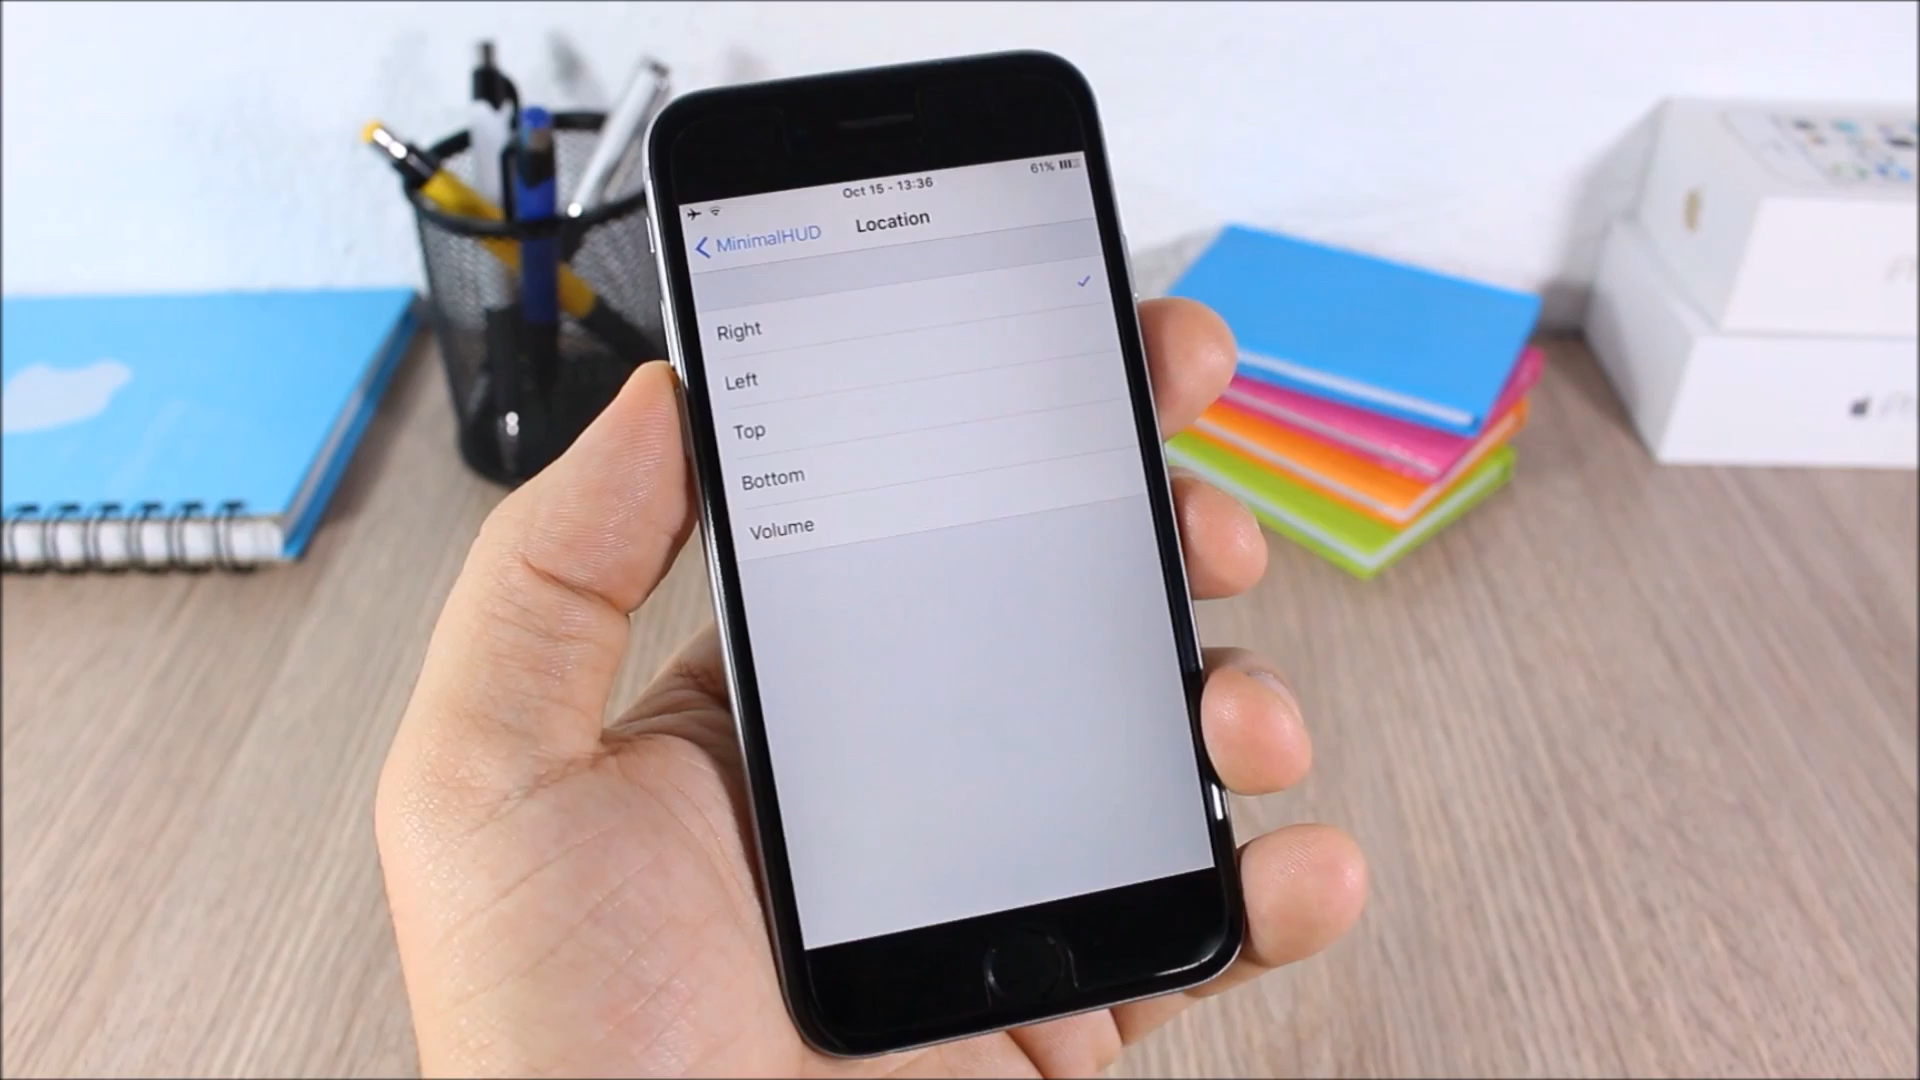 Oct 15 - 13:36
61%
MinimalHUD
Location
Right
Left
Top
Bottom
Volume